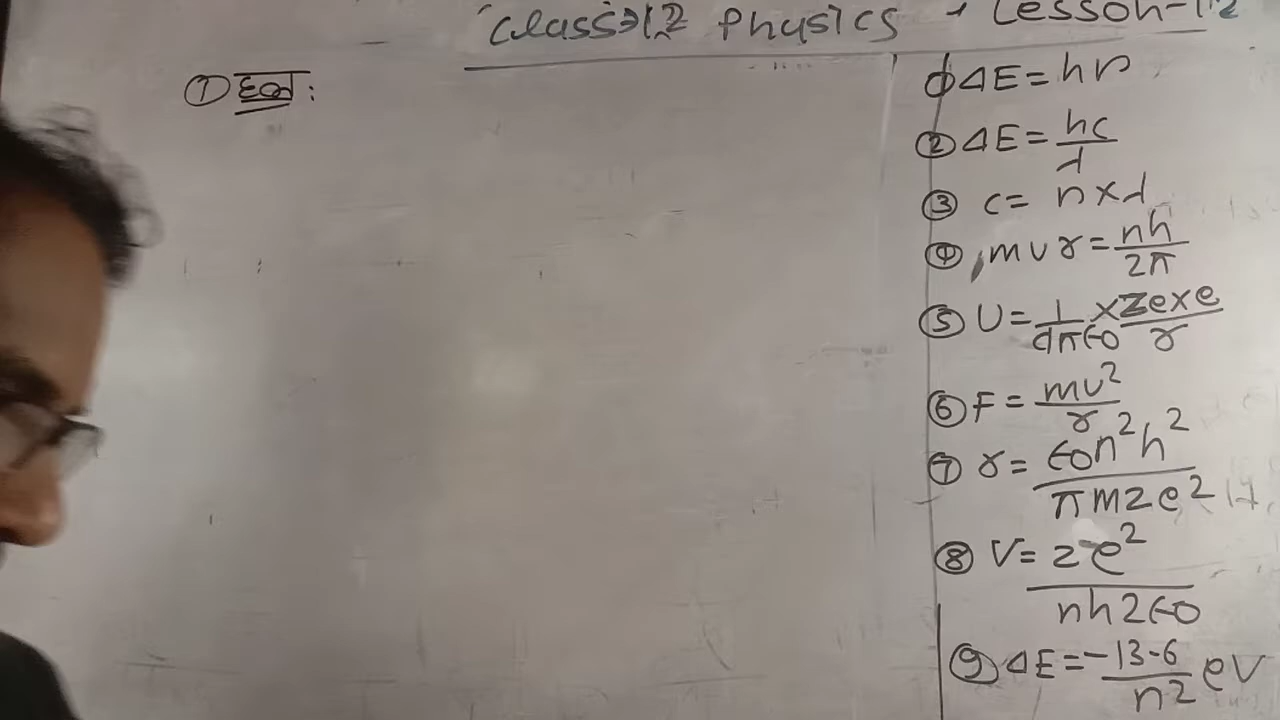 Class→12 Physics → Lesson-12
① हल:
① ΔE = hν
② ΔE = hc/λ
③ c = ν × λ
④ mvr = nh/2π
⑤ U = 1/4πϵ0 × Ze×e/r
⑥ F = mv²/r
⑦ r = ϵ0n²h²/πmze²
⑧ V = ze²/nh2ϵ0
⑨ ΔE = -13.6/n² eV